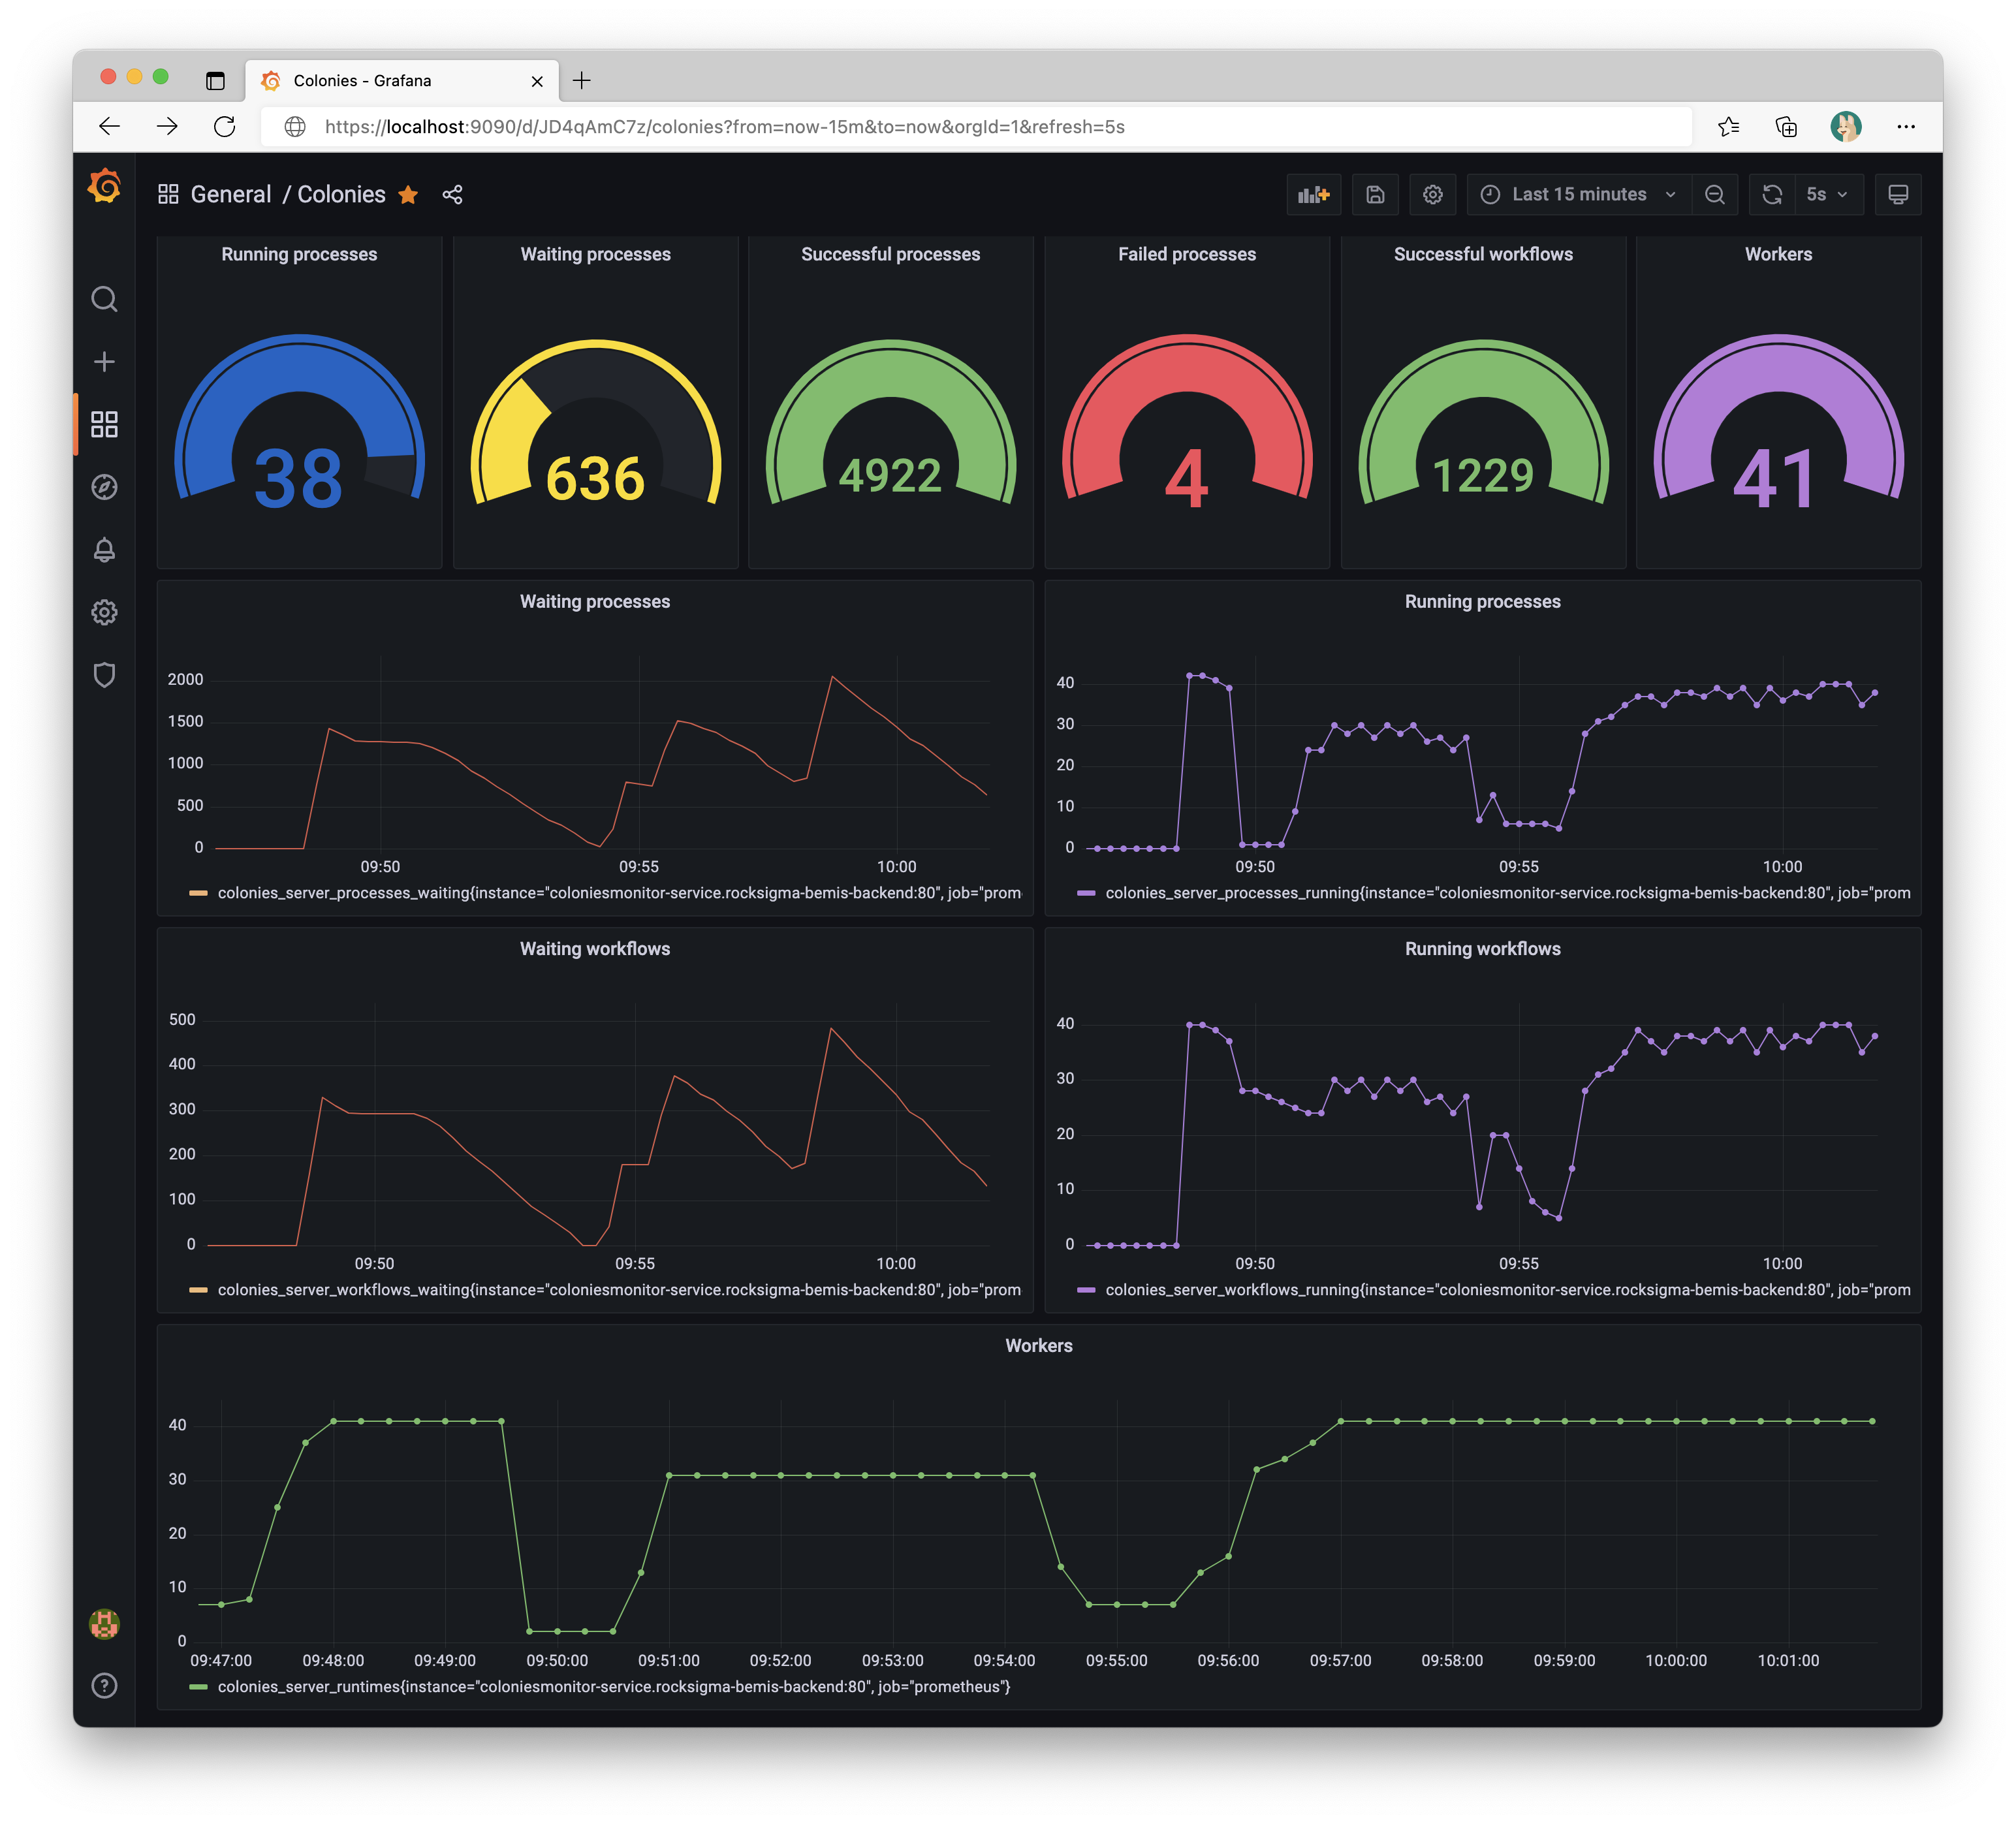 Colonies - Grafana
https://localhost:9090/d/JD4qAmC7z/colonies?from=now-15m&to=now&orgId=1&refresh=5s
General / Colonies
Last 15 minutes
5s
Running processes
38
Waiting processes
636
Successful processes
4922
Failed processes
4
Successful workflows
1229
Workers
41
Waiting processes
2000
1500
1000
500
0
09:50 09:55 10:00
colonies_server_processes_waiting{instance="coloniesmonitor-service.rocksigma-bemis-backend:80", job="prom
Running processes
40
30
20
10
0
09:50 09:55 10:00
colonies_server_processes_running{instance="coloniesmonitor-service.rocksigma-bemis-backend:80", job="prom
Waiting workflows
500
400
300
200
100
0
09:50 09:55 10:00
colonies_server_workflows_waiting{instance="coloniesmonitor-service.rocksigma-bemis-backend:80", job="prom
Running workflows
40
30
20
10
0
09:50 09:55 10:00
colonies_server_workflows_running{instance="coloniesmonitor-service.rocksigma-bemis-backend:80", job="prom
Workers
40
30
20
10
0
09:47:00 09:48:00 09:49:00 09:50:00 09:51:00 09:52:00 09:53:00 09:54:00 09:55:00 09:56:00 09:57:00 09:58:00 09:59:00 10:00:00 10:01:00
colonies_server_runtimes{instance="coloniesmonitor-service.rocksigma-bemis-backend:80", job="prometheus"}